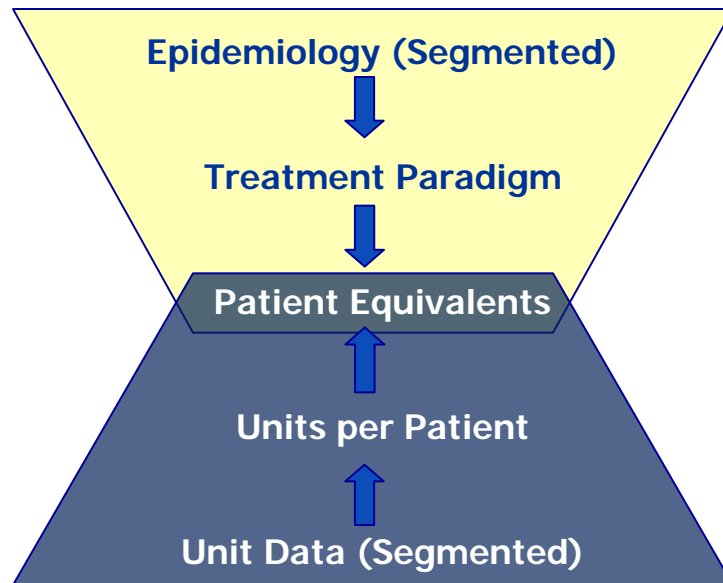 Epidemiology (Segmented)
Treatment Paradigm
Patient Equivalents
Units per Patient
Unit Data (Segmented)